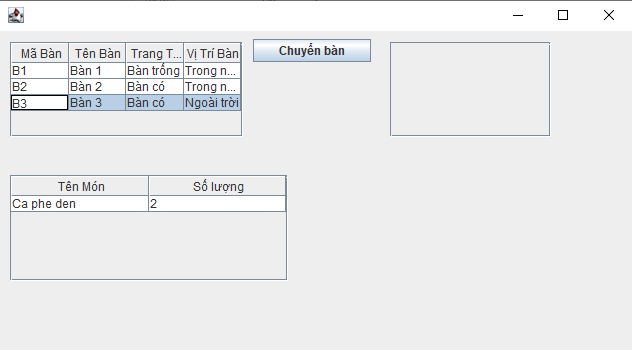 Mã Bàn Tên Bàn Trang T... Vị Trí Bàn Chuyển bàn
B1 Bàn 1 Bàn trống Trong n...
B2 Bàn 2 Bàn có Trong n...
B3 Bàn 3 Bàn có Ngoài trời
Tên Món Số lượng
Ca phe den 2